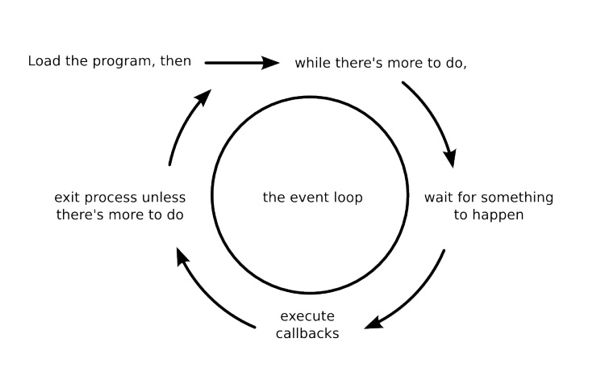 Load the program, then
while there's more to do,
wait for something
to happen
execute
callbacks
exit process unless
there's more to do
the event loop